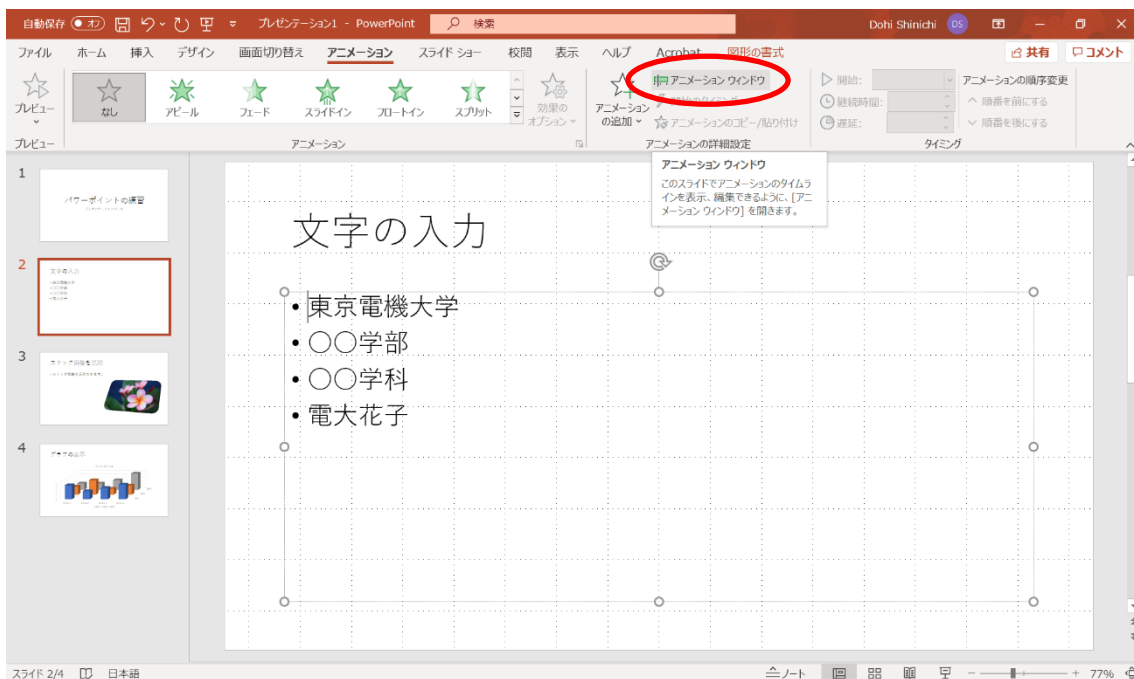 自動保存 オフ プレゼンテーション1 - PowerPoint 検索 Dohi Shinichi DS
ファイル ホーム 挿入 デザイン 画面切り替え アニメーション スライド ショー 校閲 表示 ヘルプ Acrobat 図形の書式 共有 コメント
プレビュー
なし
アピール
フェード
スライドイン
フロートイン
スプリット
効果の
オプション
アニメーション
の追加
アニメーション ウィンドウ
アニメーションのコピー/貼り付け
開始:
継続時間:
遅延:
アニメーションの順序変更
順番を前にする
順番を後にする
プレビュー アニメーション アニメーションの詳細設定 タイミング
アニメーション ウィンドウ
このスライドでアニメーションのタイムラ
インを表示、編集できるように、[アニ
メーション ウィンドウ] を開きます。
1
パワーポイントの練習
2
文字の入力
3
4
グラフの表示
文字の入力
• 東京電機大学
• 〇〇学部
• 〇〇学科
• 電大花子
スライド 2/4 日本語 ノート 77%